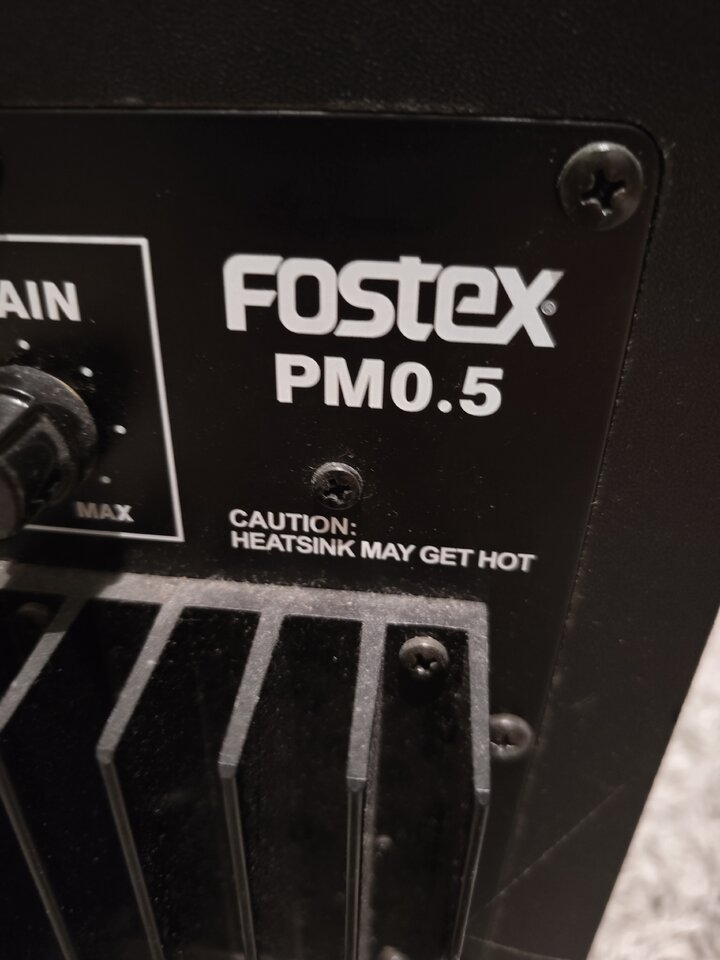 AIN
MAX
Fostex®
PM0.5
CAUTION:
HEATSINK MAY GET HOT